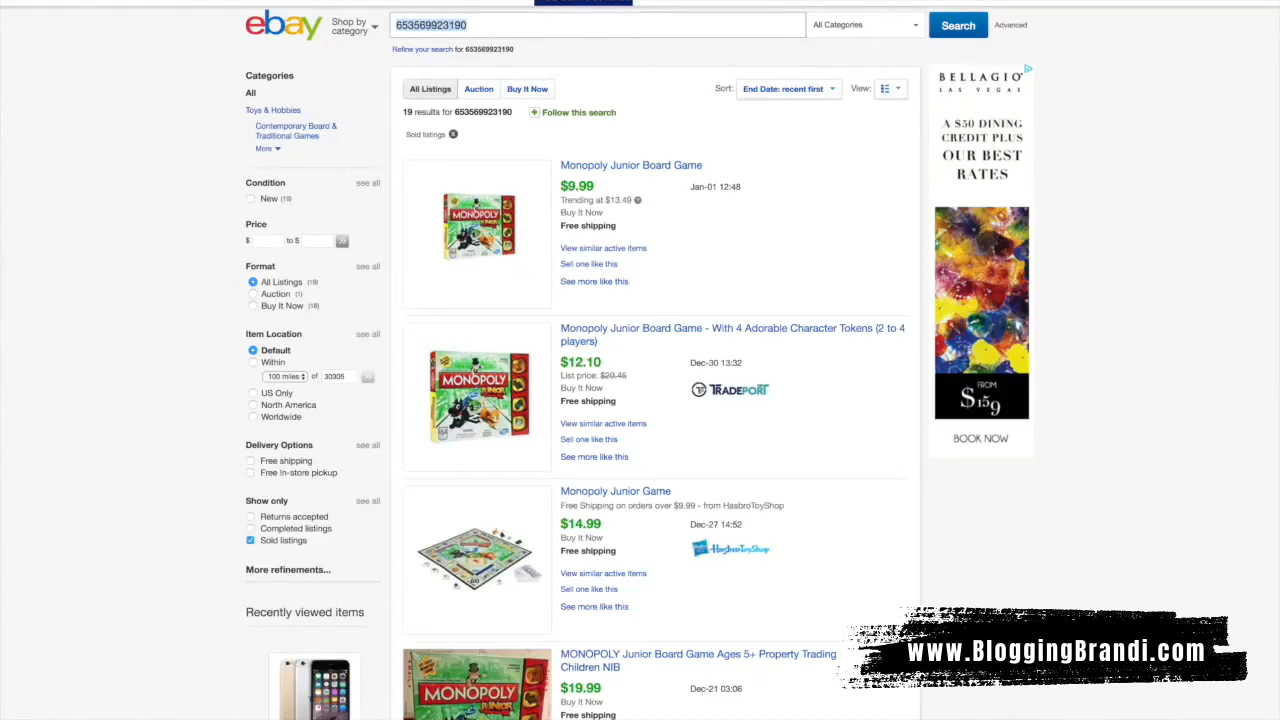 ebay
Shop by
category
653569923190
All Categories
Search
Advanced
Refine your search for 653569923190
Categories
All
Toys & Hobbies
Contemporary Board &
Traditional Games
More
Condition
see all
New (19)
Price
$ to $
Format
see all
All Listings (19)
Auction (1)
Buy It Now (18)
Item Location
see all
Default
Within
100 miles of 30305
US Only
North America
Worldwide
Delivery Options
see all
Free shipping
Free In-store pickup
Show only
see all
Returns accepted
Completed listings
Sold listings
More refinements...
Recently viewed items
All Listings
Auction
Buy It Now
Sort:
End Date: recent first
View:
19 results for 653569923190
Follow this search
Sold listings
MONOPOLY
JUNIOR
Monopoly Junior Board Game
$9.99
Jan-01 12:48
Trending at $13.49
Buy It Now
Free shipping
View similar active items
Sell one like this
See more like this
MONOPOLY
JUNIOR
Monopoly Junior Board Game - With 4 Adorable Character Tokens (2 to 4
players)
$12.10
Dec-30 13:32
List price: $20.45
TRADEPORT
Buy It Now
Free shipping
View similar active items
Sell one like this
See more like this
Monopoly Junior Game
Free Shipping on orders over $9.99 - from HasbroToyShop
$14.99
Dec-27 14:52
Buy It Now
HasbroToyShop
Free shipping
View similar active items
Sell one like this
See more like this
MONOPOLY
JUNIOR
MONOPOLY Junior Board Game Ages 5+ Property Trading
Children NIB
$19.99
Dec-21 03:06
Buy It Now
Free shipping
BELLAGIO
LAS VEGAS
A $50 DINING
CREDIT PLUS
OUR BEST
RATES
FROM
$159
BOOK NOW
www.BloggingBrandi.com